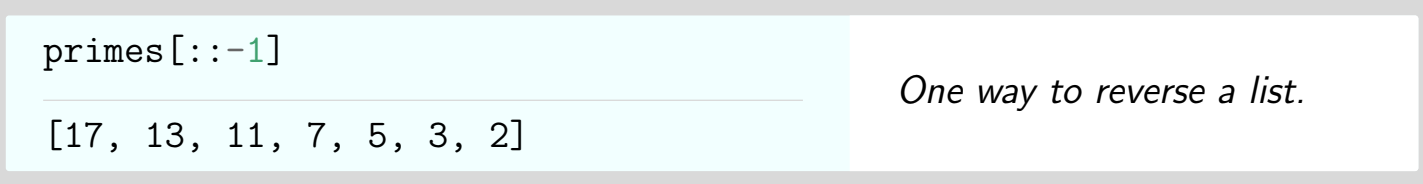 primes[::-1]
One way to reverse a list.
[17, 13, 11, 7, 5, 3, 2]